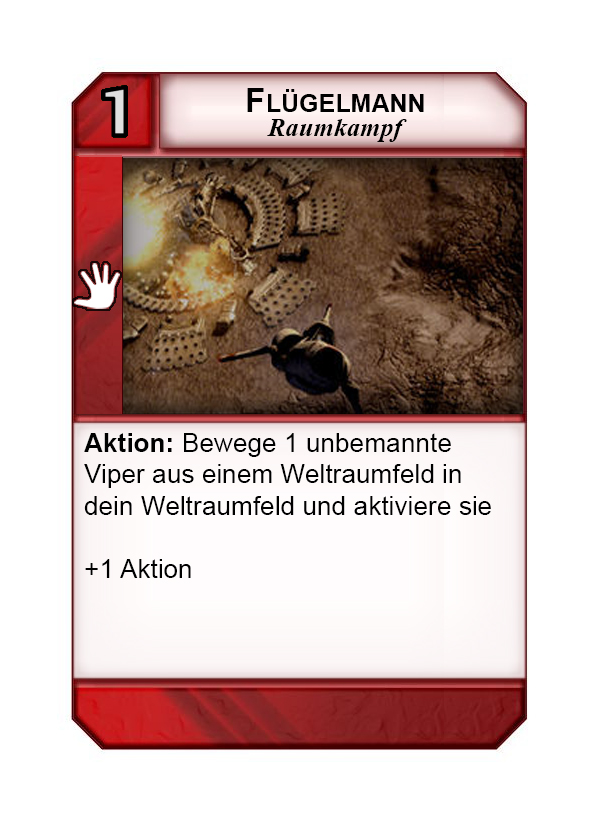 1
FLÜGELMANN
Raumkampf
Aktion: Bewege 1 unbemannte
Viper aus einem Weltraumfeld in
dein Weltraumfeld und aktiviere sie
+1 Aktion